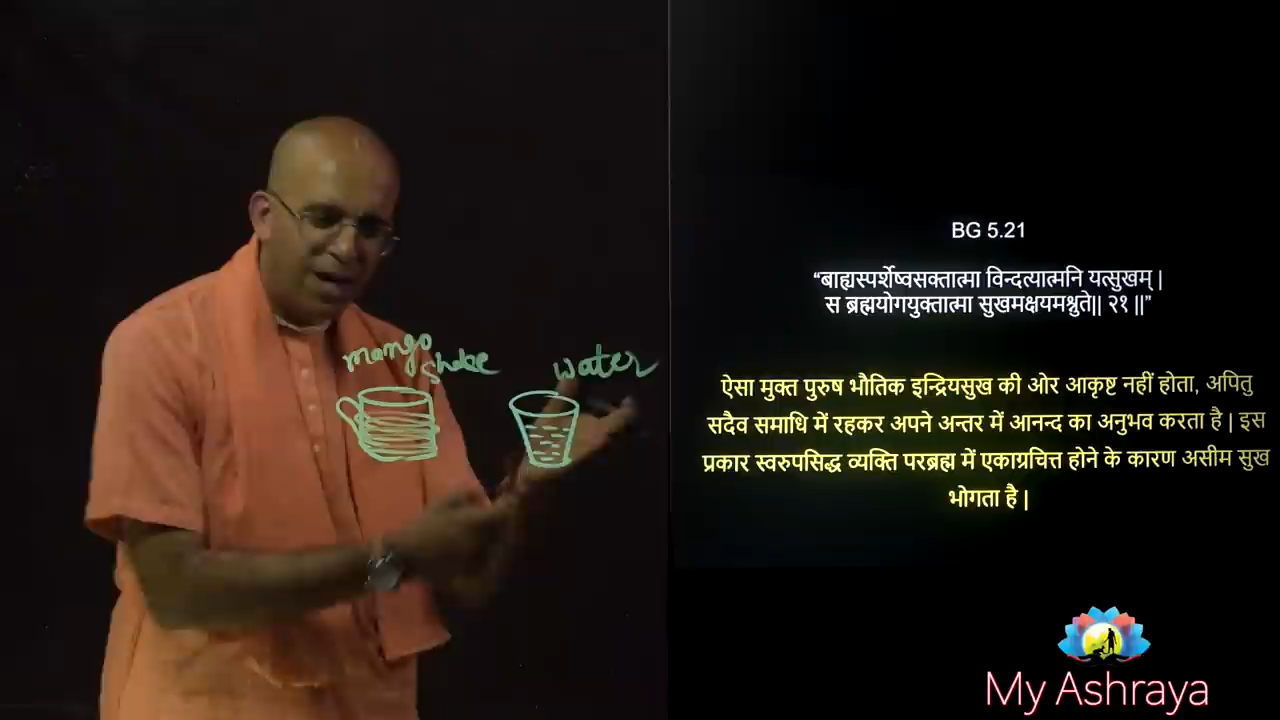 mango
shake
water
BG 5.21
“बाह्यस्पर्शेष्वसक्तात्मा विन्दत्यात्मनि यत्सुखम् |
स ब्रह्मयोगयुक्तात्मा सुखमक्षयमश्नुते|| २१ ||”
ऐसा मुक्त पुरुष भौतिक इन्द्रियसुख की ओर आकृष्ट नहीं होता, अपितु
सदैव समाधि में रहकर अपने अन्तर में आनन्द का अनुभव करता है | इस
प्रकार स्वरुपसिद्ध व्यक्ति परब्रह्म में एकाग्रचित्त होने के कारण असीम सुख
भोगता है |
My Ashraya